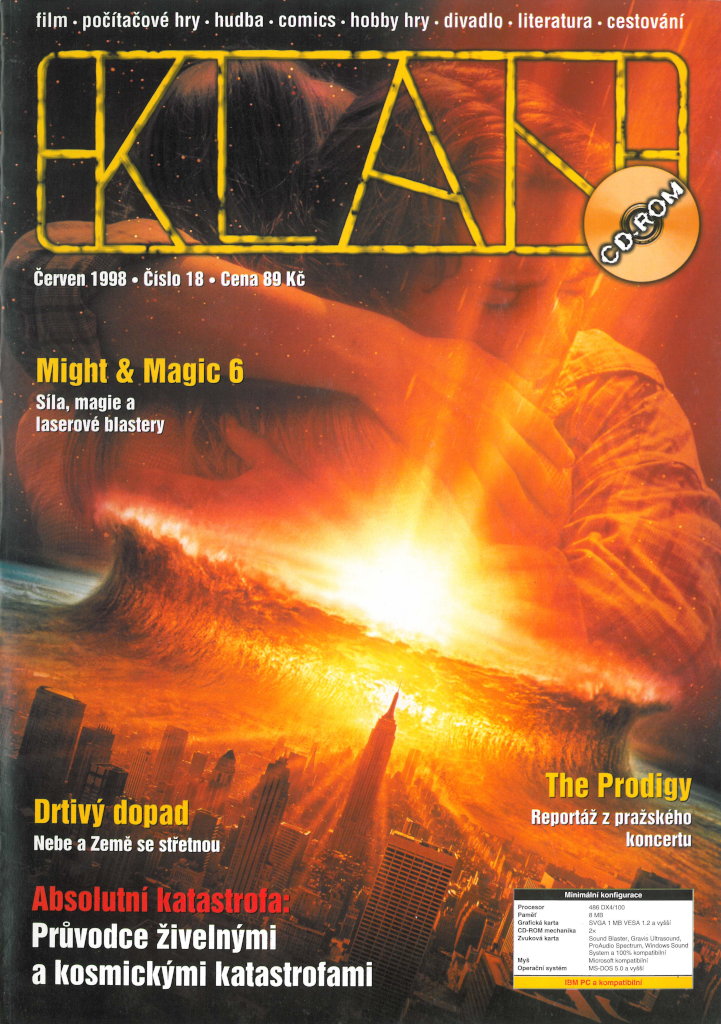 film · počítačové hry · hudba · comics · hobby hry · divadlo · literatura · cestování
KLAN
CD-ROM
Červen 1998 • Číslo 18 • Cena 89 Kč
Might & Magic 6
Síla, magie a
laserové blastery
The Prodigy
Reportáž z pražského
koncertu
Drtivý dopad
Nebe a Země se střetnou
Absolutní katastrofa:
Průvodce živelnými
a kosmickými katastrofami
Minimální konfigurace
Procesor 486 DX4/100
Paměť 8 MB
Grafická karta SVGA 1 MB VESA 1.2 a vyšší
CD-ROM mechanika 2×
Zvuková karta Sound Blaster, Gravis Ultrasound,
ProAudio Spectrum, Windows Sound
System a 100% kompatibilní
Myš Microsoft kompatibilní
Operační systém MS-DOS 5.0 a vyšší
IBM PC a kompatibilní